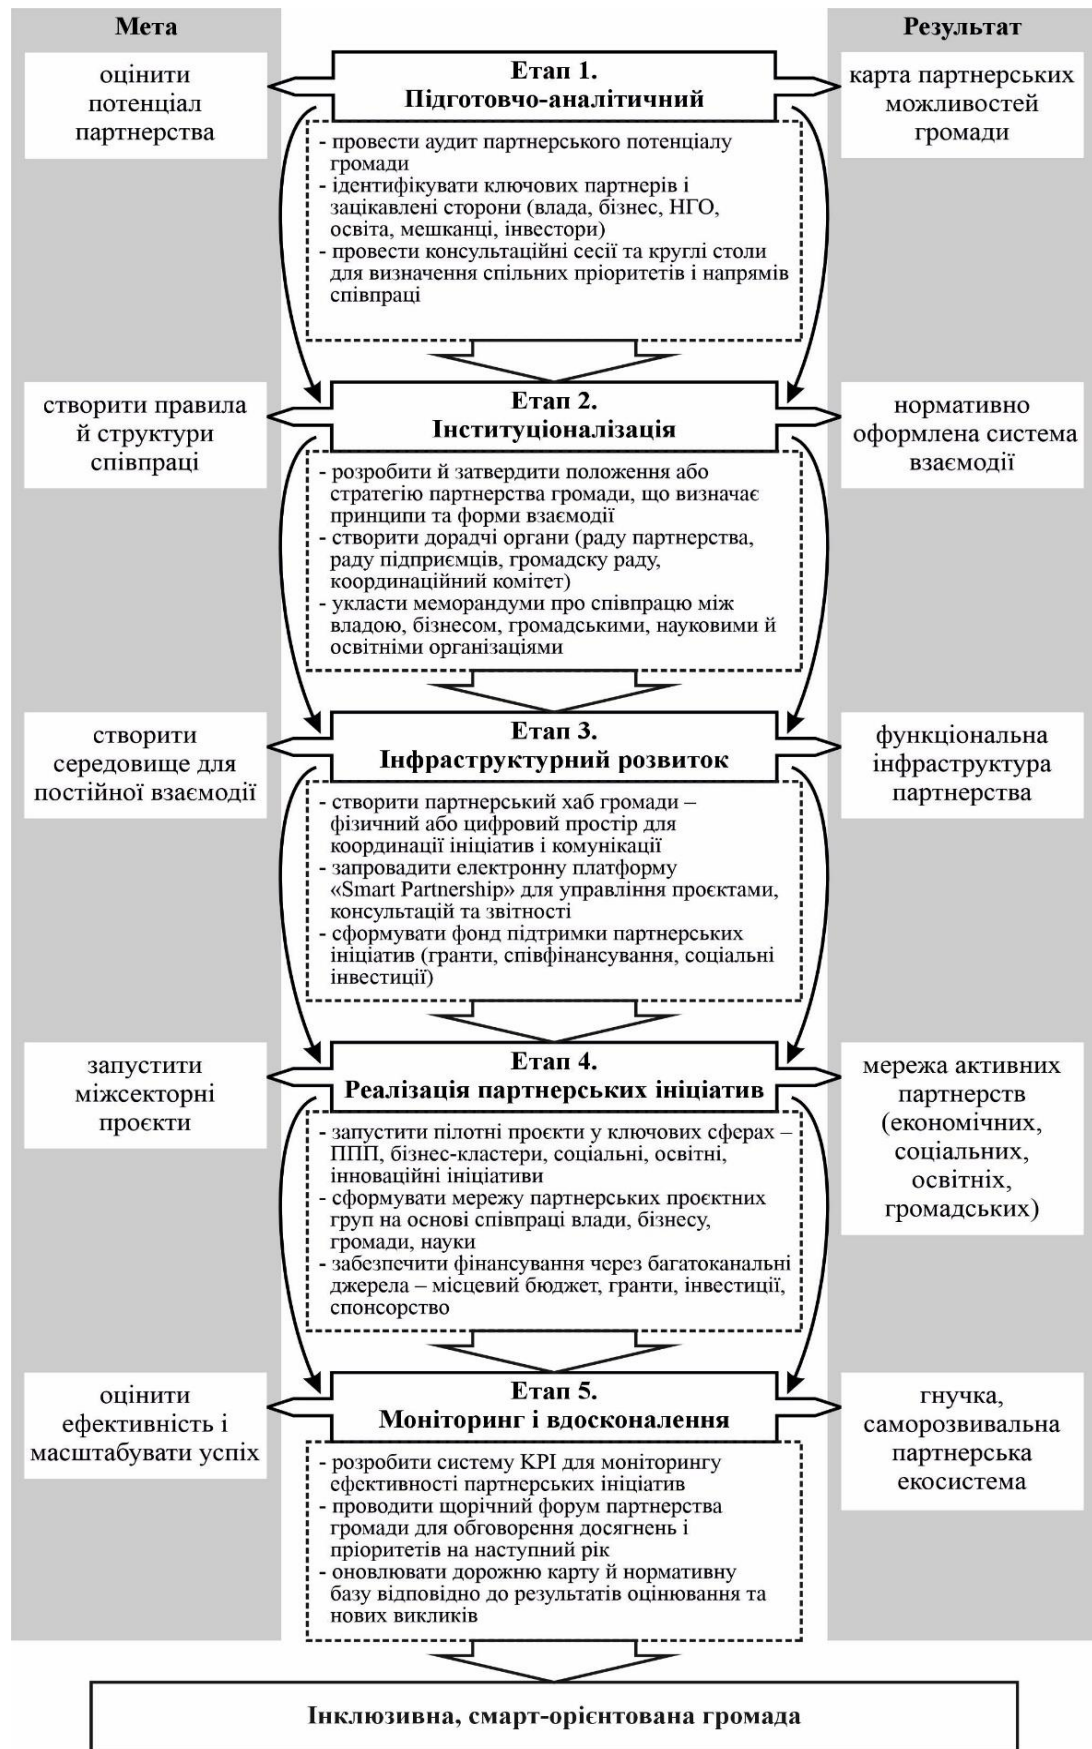 Мета
Результат
оцінити
потенціал
партнерства
Етап 1.
Підготовчо-аналітичний
карта партнерських
можливостей
громади
- провести аудит партнерського потенціалу
громади
- ідентифікувати ключових партнерів і
зацікавлені сторони (влада, бізнес, НГО,
освіта, мешканці, інвестори)
- провести консультаційні сесії та круглі столи
для визначення спільних пріоритетів і напрямів
співпраці
створити правила
й структури
співпраці
Етап 2.
Інституціоналізація
нормативно
оформлена система
взаємодії
- розробити й затвердити положення або
стратегію партнерства громади, що визначає
принципи та форми взаємодії
- створити дорадчі органи (раду партнерства,
раду підприємців, громадску раду,
координаційний комітет)
- укласти меморандуми про співпрацю між
владою, бізнесом, громадськими, науковими й
освітніми організаціями
створити
середовище для
постійної взаємодії
Етап 3.
Інфраструктурний розвиток
функціональна
інфраструктура
партнерства
- створити партнерський хаб громади –
фізичний або цифровий простір для
координації ініціатив і комунікації
- запровадити електронну платформу
«Smart Partnership» для управління проєктами,
консультацій та звітності
- сформувати фонд підтримки партнерських
ініціатив (гранти, співфінансування, соціальні
інвестиції)
запустити
міжсекторні
проєкти
Етап 4.
Реалізація партнерських ініціатив
мережа активних
партнерств
(економічних,
соціальних,
освітніх,
громадських)
- запустити пілотні проєкти у ключових сферах –
ППП, бізнес-кластери, соціальні, освітні,
інноваційні ініціативи
- сформувати мережу партнерських проєктних
груп на основі співпраці влади, бізнесу,
громади, науки
- забезпечити фінансування через багатоканальні
джерела – місцевий бюджет, гранти, інвестиції,
спонсорство
оцінити
ефективність і
масштабувати успіх
Етап 5.
Моніторинг і вдосконалення
гнучка,
саморозвивальна
партнерська
екосистема
- розробити систему KPI для моніторингу
ефективності партнерських ініціатив
- проводити щорічний форум партнерства
громади для обговорення досягнень і
пріоритетів на наступний рік
- оновлювати дорожню карту й нормативну
базу відповідно до результатів оцінювання та
нових викликів
Інклюзивна, смарт-орієнтована громада